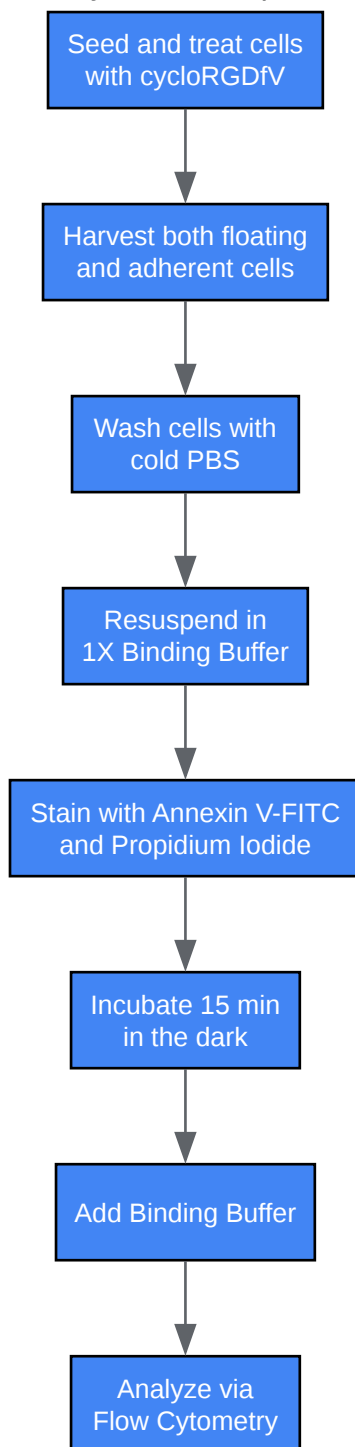 Seed and treat cells
with cycloRGDfV
Harvest both floating
and adherent cells
Wash cells with
cold PBS
Resuspend in
1X Binding Buffer
Stain with Annexin V-FITC
and Propidium Iodide
Incubate 15 min
in the dark
Add Binding Buffer
Analyze via
Flow Cytometry